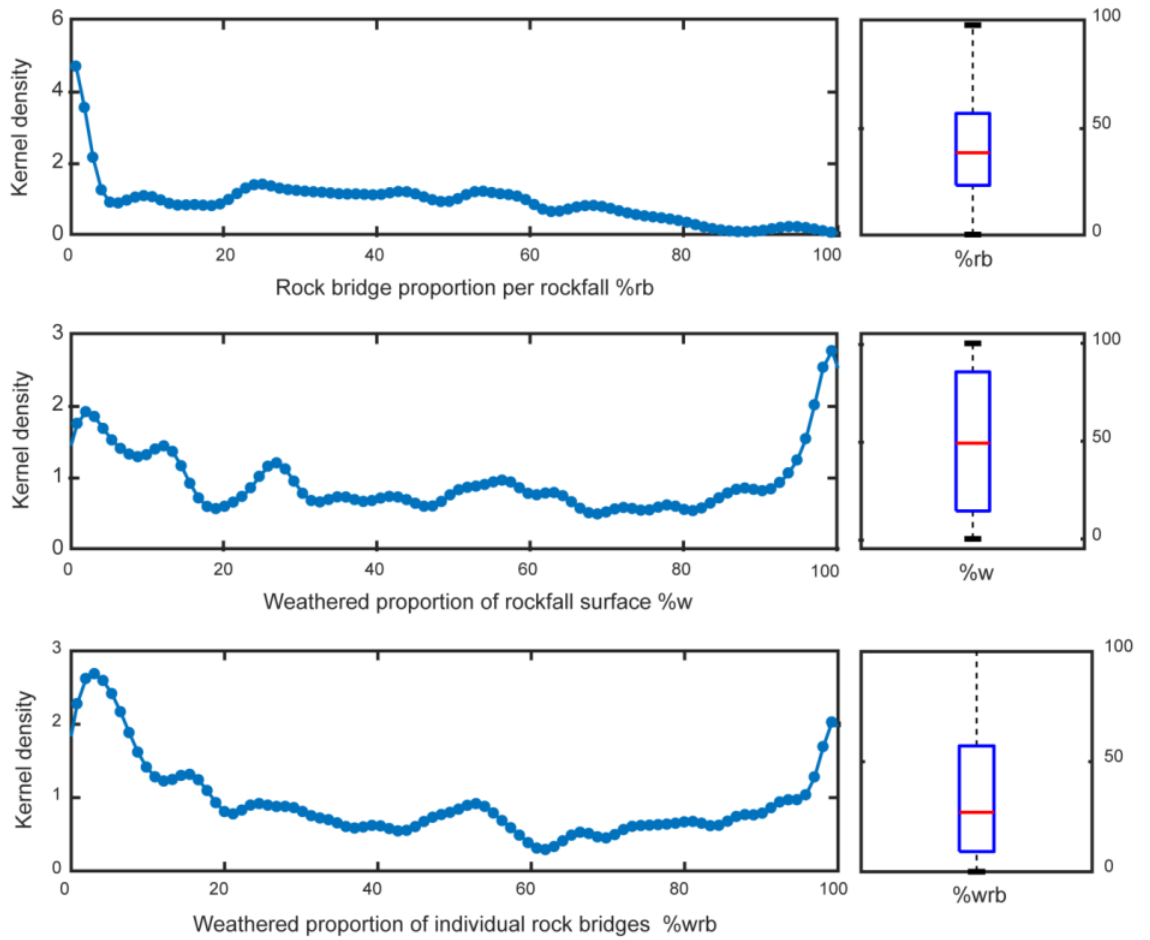 6
4
2
0
Kernel density
0 20 40 60 80 100
Rock bridge proportion per rockfall %rb
100
50
0
%rb
3
2
1
0
Kernel density
0 20 40 60 80 100
Weathered proportion of rockfall surface %w
100
50
0
%w
3
2
1
0
Kernel density
0 20 40 60 80 100
Weathered proportion of individual rock bridges %wrb
100
50
0
%wrb